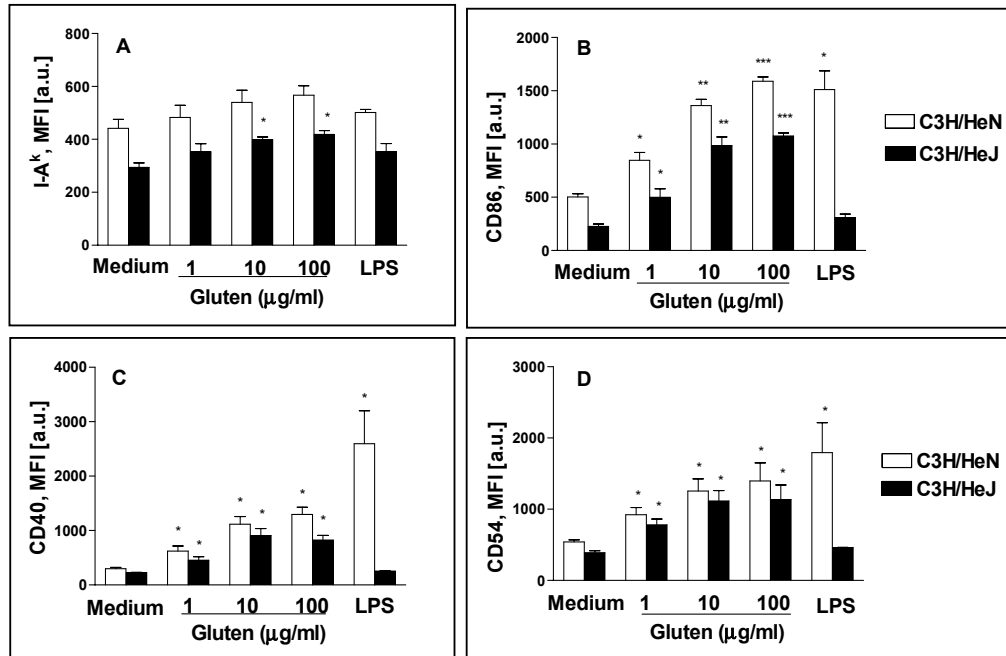 A
I-Aᵏ, MFI [a.u.]
800
600
400
200
0
* *
Medium 1 10 100 LPS
Gluten (μg/ml)
B
CD86, MFI [a.u.]
2000
1500
1000
500
0
* * ** ** *** *** *
Medium 1 10 100 LPS
Gluten (μg/ml)
C3H/HeN
C3H/HeJ
C
CD40, MFI [a.u.]
4000
3000
2000
1000
0
* * * * * * *
Medium 1 10 100 LPS
Gluten (μg/ml)
D
CD54, MFI [a.u.]
3000
2000
1000
0
* * * * * * *
Medium 1 10 100 LPS
Gluten (μg/ml)
C3H/HeN
C3H/HeJ